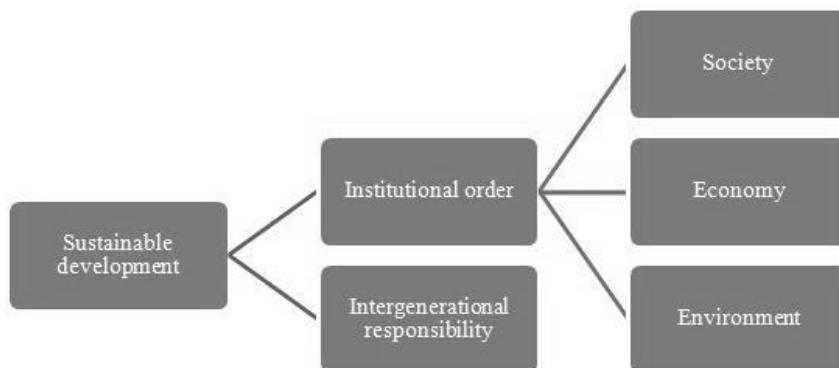 Sustainable
development
Institutional order
Intergenerational
responsibility
Society
Economy
Environment